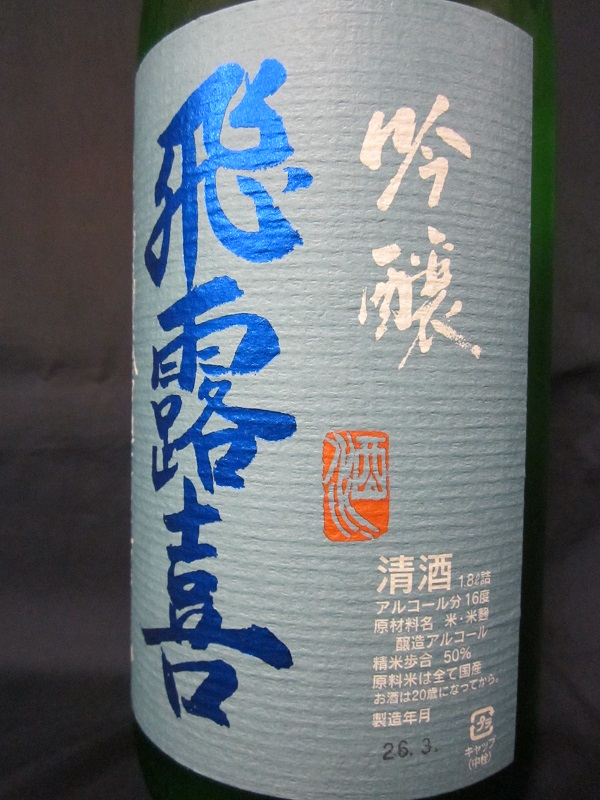 吟醸
飛露喜
酒
清酒 1.8ℓ詰
アルコール分 16度
原材料名 米・米麹
醸造アルコール
精米歩合 50%
原料米は全て国産
お酒は20歳になってから。
製造年月
26.3.
キャップ
(中栓)